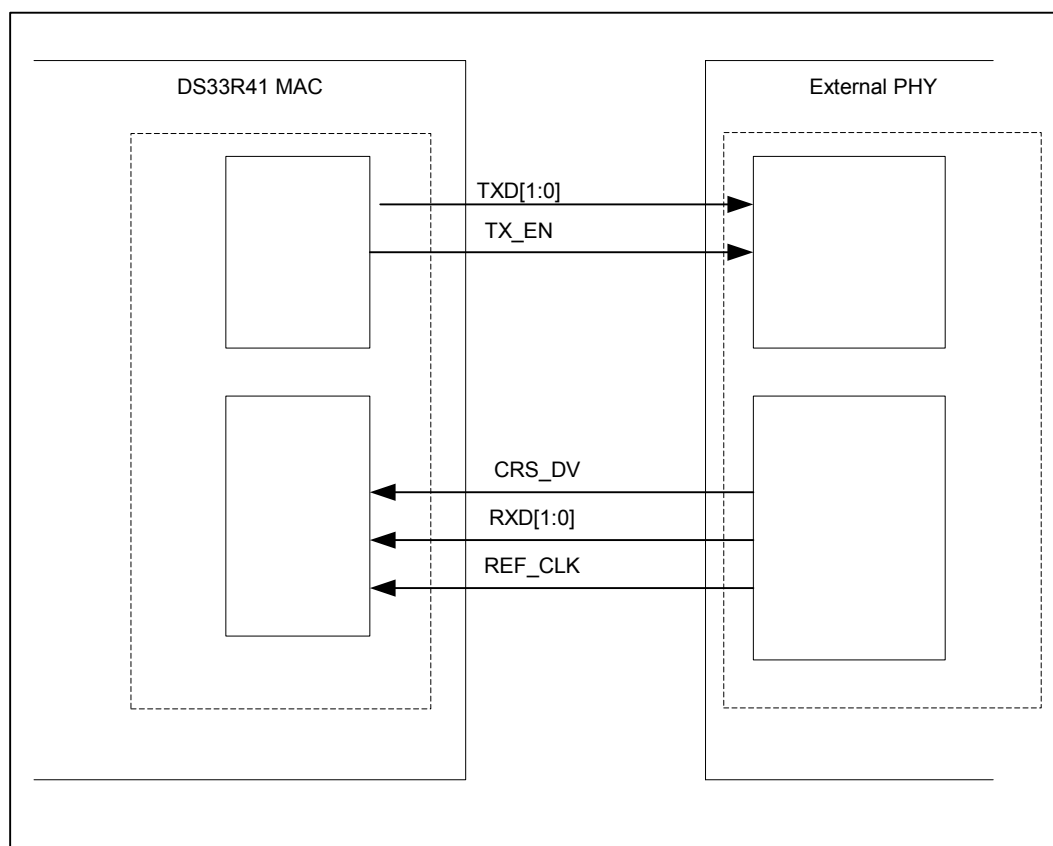 DS33R41 MAC
External PHY
TXD[1:0]
TX_EN
CRS_DV
RXD[1:0]
REF_CLK